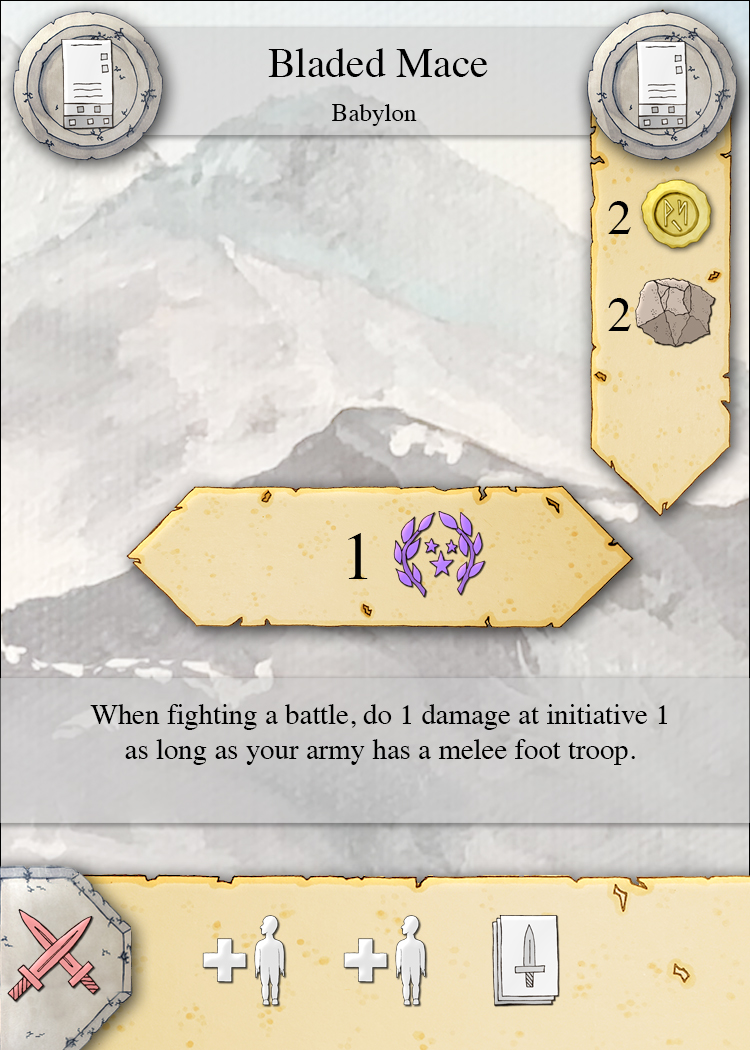 Bladed Mace
Babylon
2
2
1
When fighting a battle, do 1 damage at initiative 1
as long as your army has a melee foot troop.